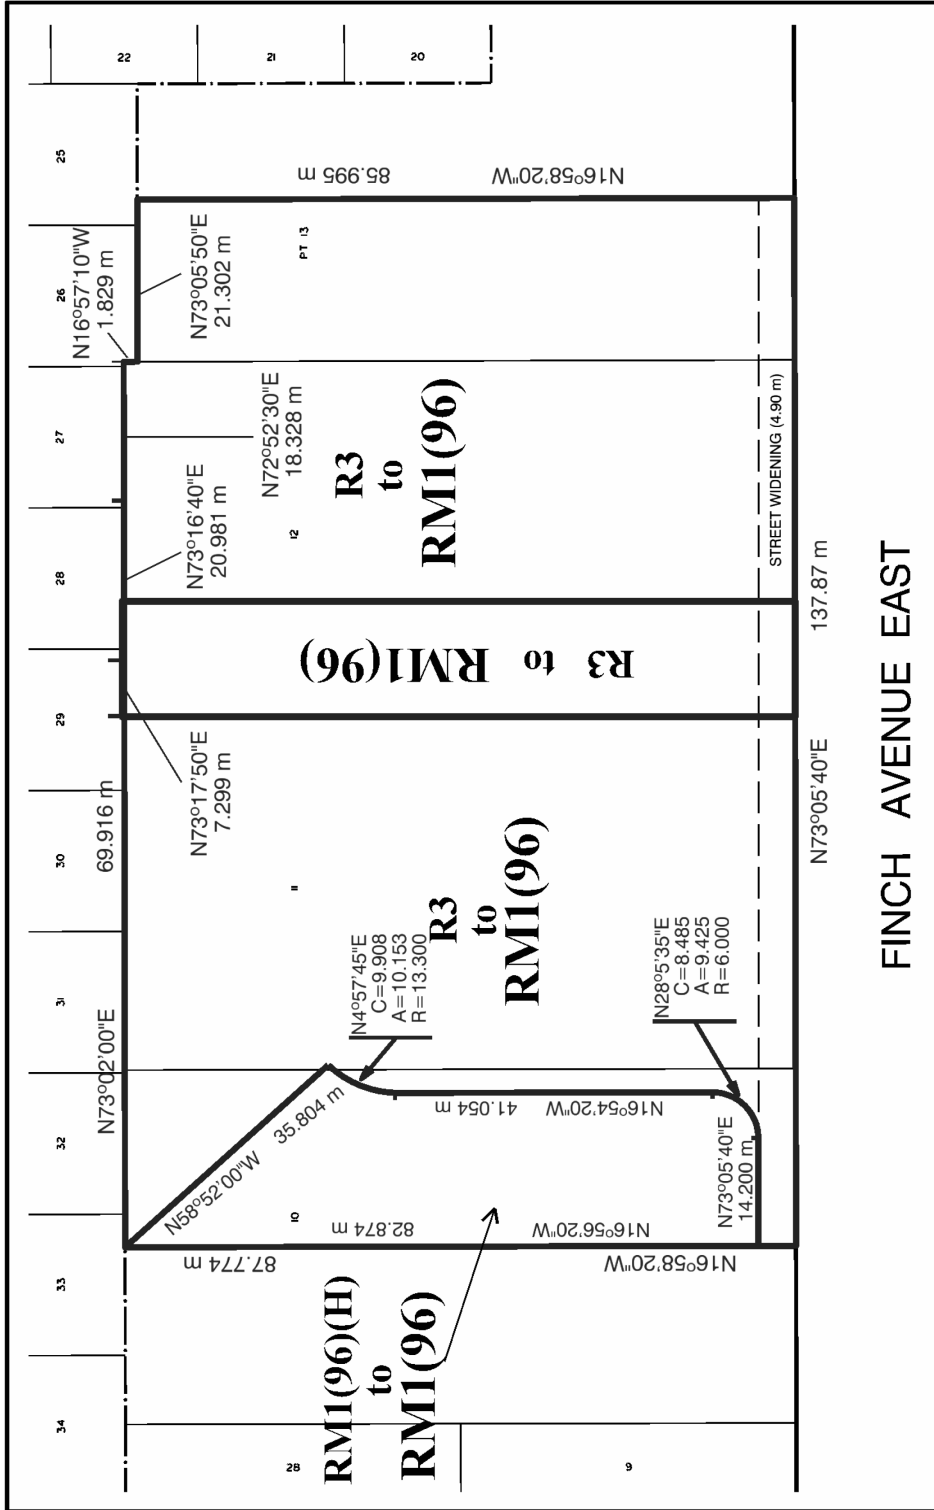 34
33
32
31
30
29
28
27
26
25
22
21
20
N73°02'00"E
69.916 m
N73°17'50"E
7.299 m
N73°16'40"E
20.981 m
N72°52'30"E
18.328 m
N16°57'10"W
1.829 m
N73°05'50"E
21.302 m
85.995 m
N16°58'20"W
28
9
10
11
12
PT 13
87.774 m
N16°58'20"W
82.874 m
N16°56'20"W
N58°52'00"W
35.804 m
N4°57'45"E
C=9.908
A=10.153
R=13.300
41.054 m
N16°54'20"W
N28°5'35"E
C=8.485
A=9.425
R=6.000
N73°05'40"E
14.200 m
RM1(96)(H)
to
RM1(96)
R3
to
RM1(96)
R3 to RM1(96)
R3
to
RM1(96)
STREET WIDENING (4.90 m)
N73°05'40"E
137.87 m
FINCH AVENUE EAST